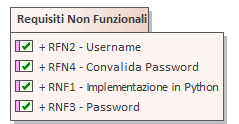 Requisiti Non Funzionali
+ RFN2 - Username
+ RFN4 - Convalida Password
+ RNF1 - Implementazione in Python
+ RNF3 - Password